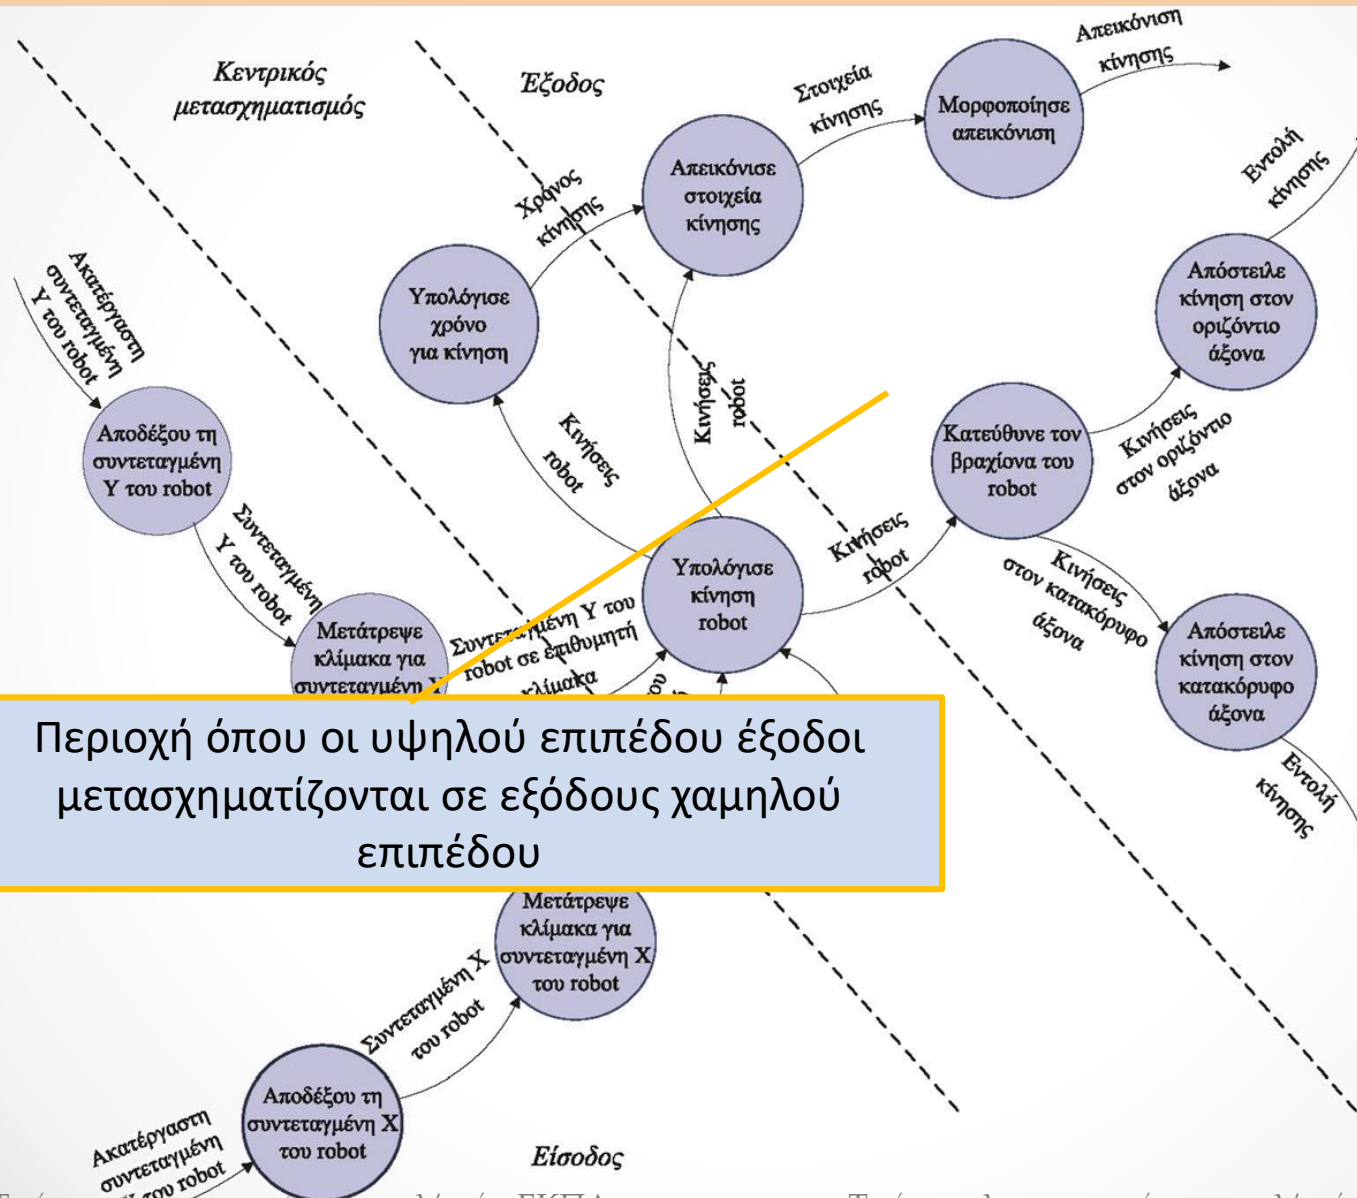 Κεντρικός
μετασχηματισμός
Έξοδος
Στοιχεία
κίνησης
Μορφοποίησε
απεικόνιση
Απεικόνιση
κίνησης
Απεικόνισε
στοιχεία
κίνησης
Χρόνος
κίνησης
Εντολή
κίνησης
Ακατέργαστη
συντεταγμένη
Υ του robot
Υπολόγισε
χρόνο
για κίνηση
Απόστειλε
κίνηση στον
οριζόντιο
άξονα
Αποδέξου τη
συντεταγμένη
Υ του robot
Κινήσεις
robot
Κινήσεις
robot
Κατεύθυνε τον
βραχίονα του
robot
Κινήσεις
στον οριζόντιο
άξονα
Συντεταγμένη
Υ του robot
Υπολόγισε
κίνηση
robot
Κινήσεις
robot
Κινήσεις
στον κατακόρυφο
άξονα
Μετάτρεψε
κλίμακα για
συντεταγμένη Υ
Συντεταγμένη Υ του
robot σε επιθυμητή
κλίμακα
του
Απόστειλε
κίνηση στον
κατακόρυφο
άξονα
Εντολή
κίνησης
Περιοχή όπου οι υψηλού επιπέδου έξοδοι
μετασχηματίζονται σε εξόδους χαμηλού
επιπέδου
Μετάτρεψε
κλίμακα για
συντεταγμένη Χ
του robot
Συντεταγμένη Χ
του robot
Αποδέξου τη
συντεταγμένη Χ
του robot
Ακατέργαστη
συντεταγμένη
Χ του robot
Είσοδος